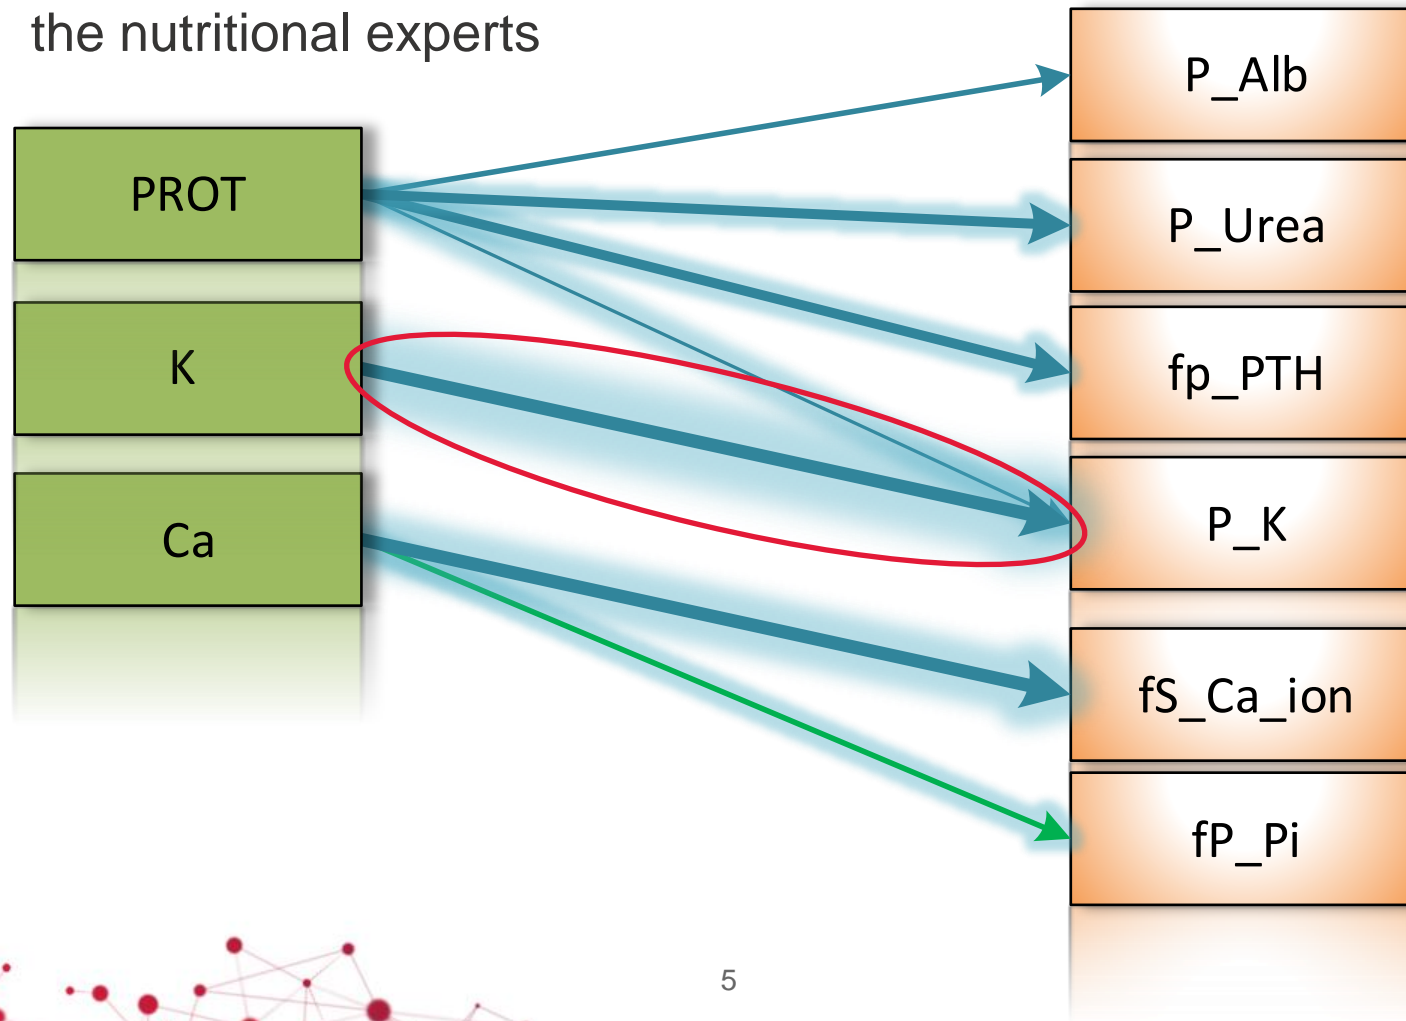 the nutritional experts
PROT
K
Ca
P_Alb
P_Urea
fp_PTH
P_K
fS_Ca_ion
fP_Pi
5